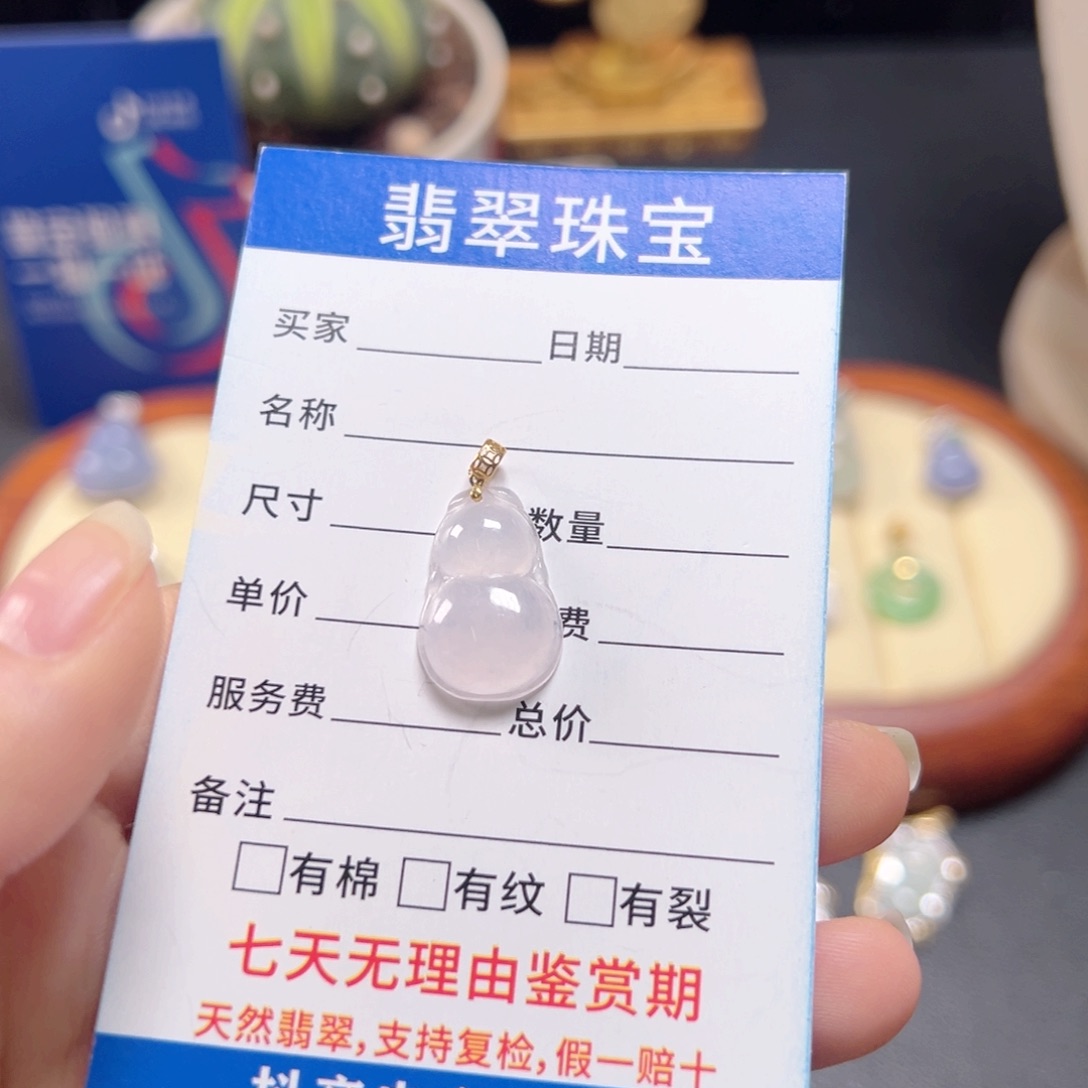 翡翠珠宝
买家 日期
名称
尺寸 数量
单价 费
服务费 总价
备注
有棉 有纹 有裂
七天无理由鉴赏期
天然翡翠,支持复检,假一赔十